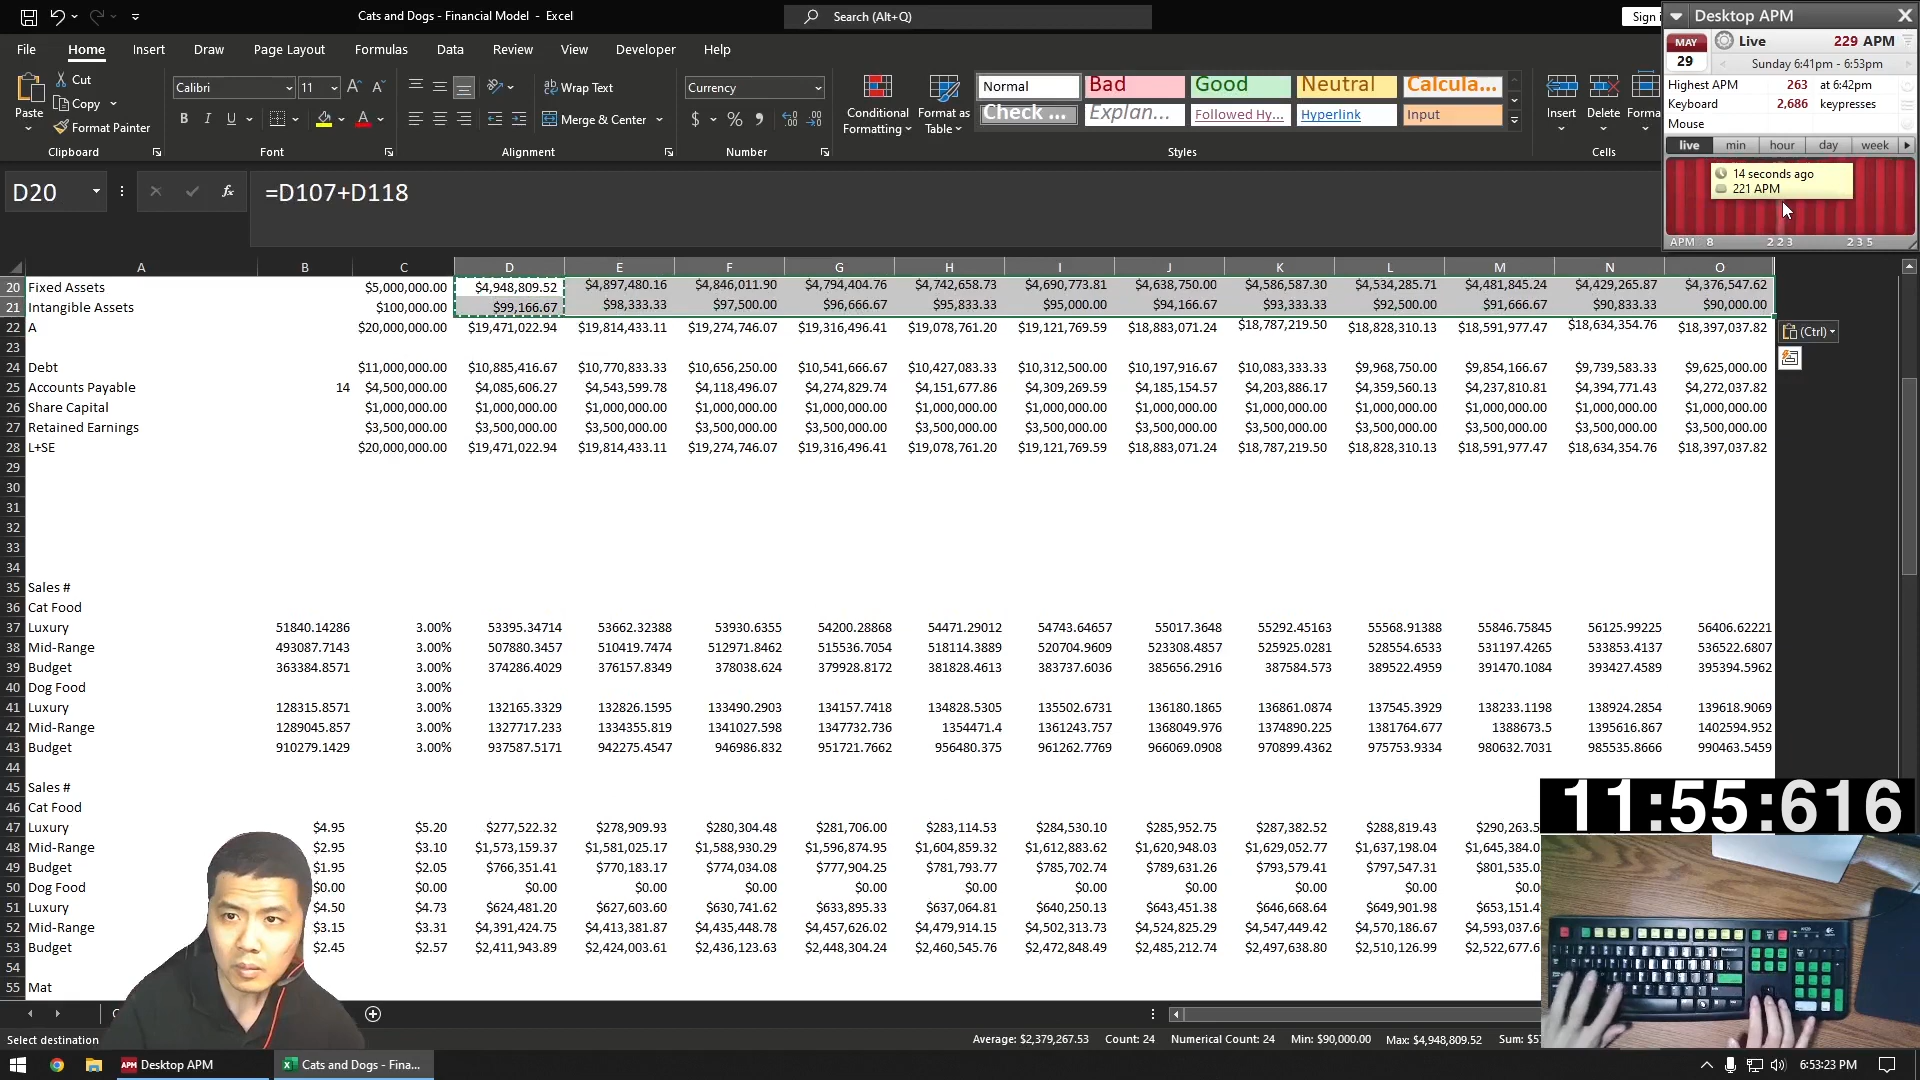 Cats and Dogs - Financial Model - Excel
Search (Alt+Q)
Sign i
File Home Insert Draw Page Layout Formulas Data Review View Developer Help
Paste
Cut
Copy
Format Painter
Clipboard
Calibri 11
B I U
Font
Wrap Text
Merge & Center
Alignment
Currency
$ %
Number
Conditional Formatting
Format as Table
Normal Bad Good Neutral Calcula...
Check ... Explan... Followed Hy... Hyperlink Input
Styles
Insert Delete Forma
Cells
Desktop APM
MAY 29
Live 229 APM
Sunday 6:41pm - 6:53pm
Highest APM 263 at 6:42pm
Keyboard 2,686 keypresses
Mouse
live min hour day week
14 seconds ago
221 APM
APM 8 223 235
D20 fx =D107+D118
A B C D E F G H I J K L M N O
20 Fixed Assets $5,000,000.00 $4,948,809.52 $4,897,480.16 $4,846,011.90 $4,794,404.76 $4,742,658.73 $4,690,773.81 $4,638,750.00 $4,586,587.30 $4,534,285.71 $4,481,845.24 $4,429,265.87 $4,376,547.62
21 Intangible Assets $100,000.00 $99,166.67 $98,333.33 $97,500.00 $96,666.67 $95,833.33 $95,000.00 $94,166.67 $93,333.33 $92,500.00 $91,666.67 $90,833.33 $90,000.00
22 A $20,000,000.00 $19,471,022.94 $19,814,433.11 $19,274,746.07 $19,316,496.41 $19,078,761.20 $19,121,769.59 $18,883,071.24 $18,787,219.50 $18,828,310.13 $18,591,977.47 $18,634,354.76 $18,397,037.82
(Ctrl)
23
24 Debt $11,000,000.00 $10,885,416.67 $10,770,833.33 $10,656,250.00 $10,541,666.67 $10,427,083.33 $10,312,500.00 $10,197,916.67 $10,083,333.33 $9,968,750.00 $9,854,166.67 $9,739,583.33 $9,625,000.00
25 Accounts Payable 14 $4,500,000.00 $4,085,606.27 $4,543,599.78 $4,118,496.07 $4,274,829.74 $4,151,677.86 $4,309,269.59 $4,185,154.57 $4,203,886.17 $4,359,560.13 $4,237,810.81 $4,394,771.43 $4,272,037.82
26 Share Capital $1,000,000.00 $1,000,000.00 $1,000,000.00 $1,000,000.00 $1,000,000.00 $1,000,000.00 $1,000,000.00 $1,000,000.00 $1,000,000.00 $1,000,000.00 $1,000,000.00 $1,000,000.00 $1,000,000.00
27 Retained Earnings $3,500,000.00 $3,500,000.00 $3,500,000.00 $3,500,000.00 $3,500,000.00 $3,500,000.00 $3,500,000.00 $3,500,000.00 $3,500,000.00 $3,500,000.00 $3,500,000.00 $3,500,000.00 $3,500,000.00
28 L+SE $20,000,000.00 $19,471,022.94 $19,814,433.11 $19,274,746.07 $19,316,496.41 $19,078,761.20 $19,121,769.59 $18,883,071.24 $18,787,219.50 $18,828,310.13 $18,591,977.47 $18,634,354.76 $18,397,037.82
29
30
31
32
33
34
35 Sales #
36 Cat Food
37 Luxury 51840.14286 3.00% 53395.34714 53662.32388 53930.6355 54200.28868 54471.29012 54743.64657 55017.3648 55292.45163 55568.91388 55846.75845 56125.99225 56406.62221
38 Mid-Range 493087.7143 3.00% 507880.3457 510419.7474 512971.8462 515536.7054 518114.3889 520704.9609 523308.4857 525925.0281 528554.6533 531197.4265 533853.4137 536522.6807
39 Budget 363384.8571 3.00% 374286.4029 376157.8349 378038.624 379928.8172 381828.4613 383737.6036 385656.2916 387584.573 389522.4959 391470.1084 393427.4589 395394.5962
40 Dog Food 3.00%
41 Luxury 128315.8571 3.00% 132165.3329 132826.1595 133490.2903 134157.7418 134828.5305 135502.6731 136180.1865 136861.0874 137545.3929 138233.1198 138924.2854 139618.9069
42 Mid-Range 1289045.857 3.00% 1327717.233 1334355.819 1341027.598 1347732.736 1354471.4 1361243.757 1368049.976 1374890.225 1381764.677 1388673.5 1395616.867 1402594.952
43 Budget 910279.1429 3.00% 937587.5171 942275.4547 946986.832 951721.7662 956480.375 961262.7769 966069.0908 970899.4362 975753.9334 980632.7031 985535.8666 990463.5459
44
45 Sales #
46 Cat Food
47 Luxury $4.95 $5.20 $277,522.32 $278,909.93 $280,304.48 $281,706.00 $283,114.53 $284,530.10 $285,952.75 $287,382.52 $288,819.43 $290,263.5
48 Mid-Range $2.95 $3.10 $1,573,159.37 $1,581,025.17 $1,588,930.29 $1,596,874.95 $1,604,859.32 $1,612,883.62 $1,620,948.03 $1,629,052.77 $1,637,198.04 $1,645,384.0
49 Budget $1.95 $2.05 $766,351.41 $770,183.17 $774,034.08 $777,904.25 $781,793.77 $785,702.74 $789,631.26 $793,579.41 $797,547.31 $801,535.0
50 Dog Food $0.00 $0.00 $0.00 $0.00 $0.00 $0.00 $0.00 $0.00 $0.00 $0.00 $0.00 $0.0
51 Luxury $4.50 $4.73 $624,481.20 $627,603.60 $630,741.62 $633,895.33 $637,064.81 $640,250.13 $643,451.38 $646,668.64 $649,901.98 $653,151.4
52 Mid-Range $3.15 $3.31 $4,391,424.75 $4,413,381.87 $4,435,448.78 $4,457,626.02 $4,479,914.15 $4,502,313.73 $4,524,825.29 $4,547,449.42 $4,570,186.67 $4,593,037.6
53 Budget $2.45 $2.57 $2,411,943.89 $2,424,003.61 $2,436,123.63 $2,448,304.24 $2,460,545.76 $2,472,848.49 $2,485,212.74 $2,497,638.80 $2,510,126.99 $2,522,677.6
54
55 Mat
11:55:616
Select destination
Average: $2,379,267.53 Count: 24 Numerical Count: 24 Min: $90,000.00 Max: $4,948,809.52 Sum: $5
APM Desktop APM
Cats and Dogs - Fina...
6:53:23 PM